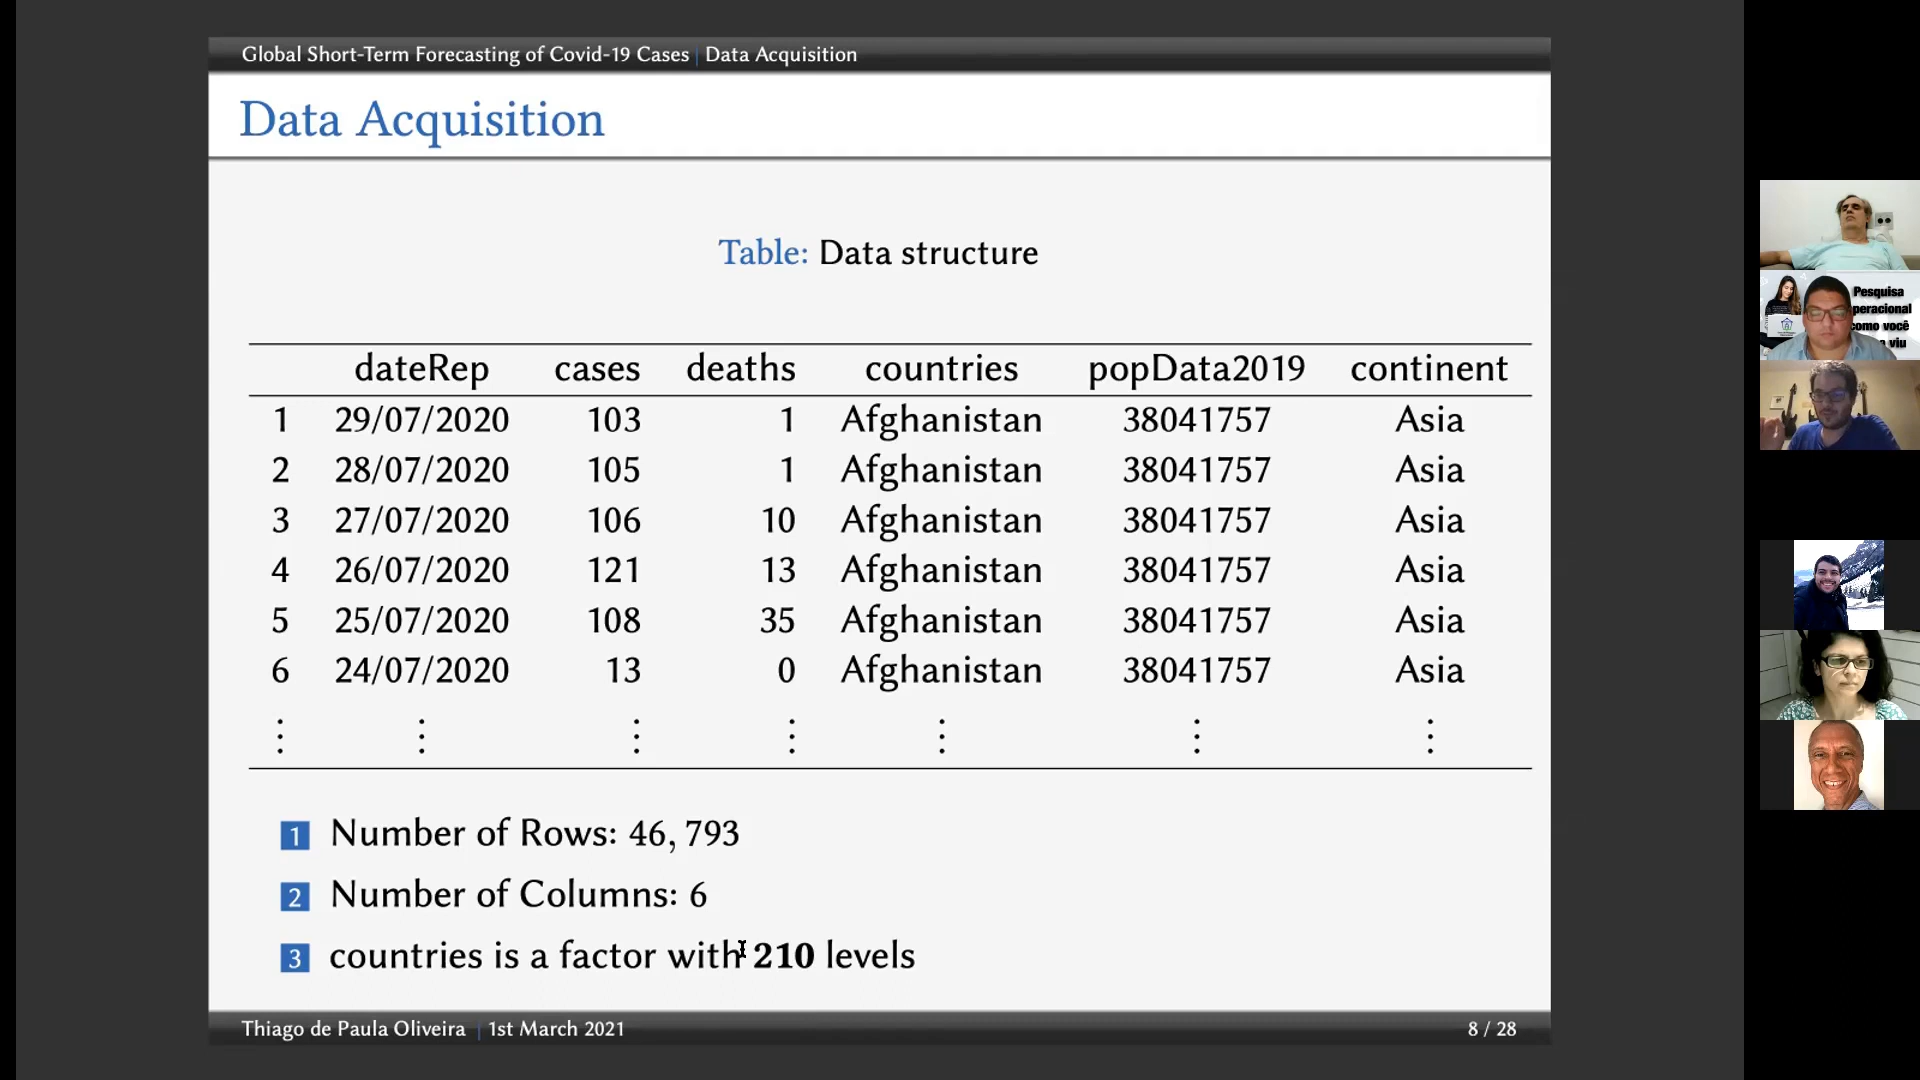 Global Short-Term Forecasting of Covid-19 Cases | Data Acquisition
Data Acquisition
Table: Data structure
dateRep cases deaths countries popData2019 continent
1 29/07/2020 103 1 Afghanistan 38041757 Asia
2 28/07/2020 105 1 Afghanistan 38041757 Asia
3 27/07/2020 106 10 Afghanistan 38041757 Asia
4 26/07/2020 121 13 Afghanistan 38041757 Asia
5 25/07/2020 108 35 Afghanistan 38041757 Asia
6 24/07/2020 13 0 Afghanistan 38041757 Asia
⋮ ⋮ ⋮ ⋮ ⋮ ⋮ ⋮
1 Number of Rows: 46, 793
2 Number of Columns: 6
3 countries is a factor with 210 levels
Thiago de Paula Oliveira | 1st March 2021
8 / 28
Pesquisa
peracional
como você
viu